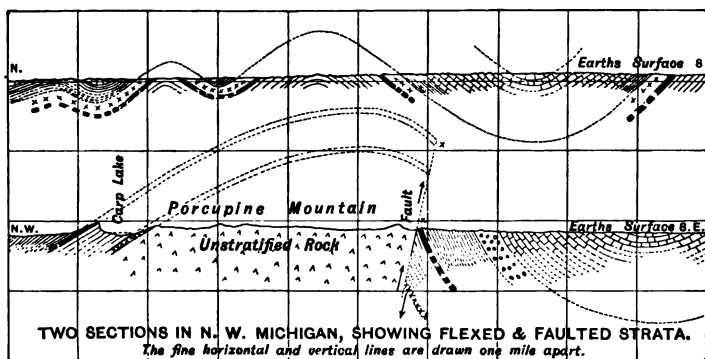 N.
Earths Surface S
Carp Lake
Porcupine Mountain
Fault
x
N.W.
Unstratified Rock
Earths Surface S.E.
TWO SECTIONS IN N. W. MICHIGAN, SHOWING FLEXED & FAULTED STRATA.
The fine horizontal and vertical lines are drawn one mile apart.